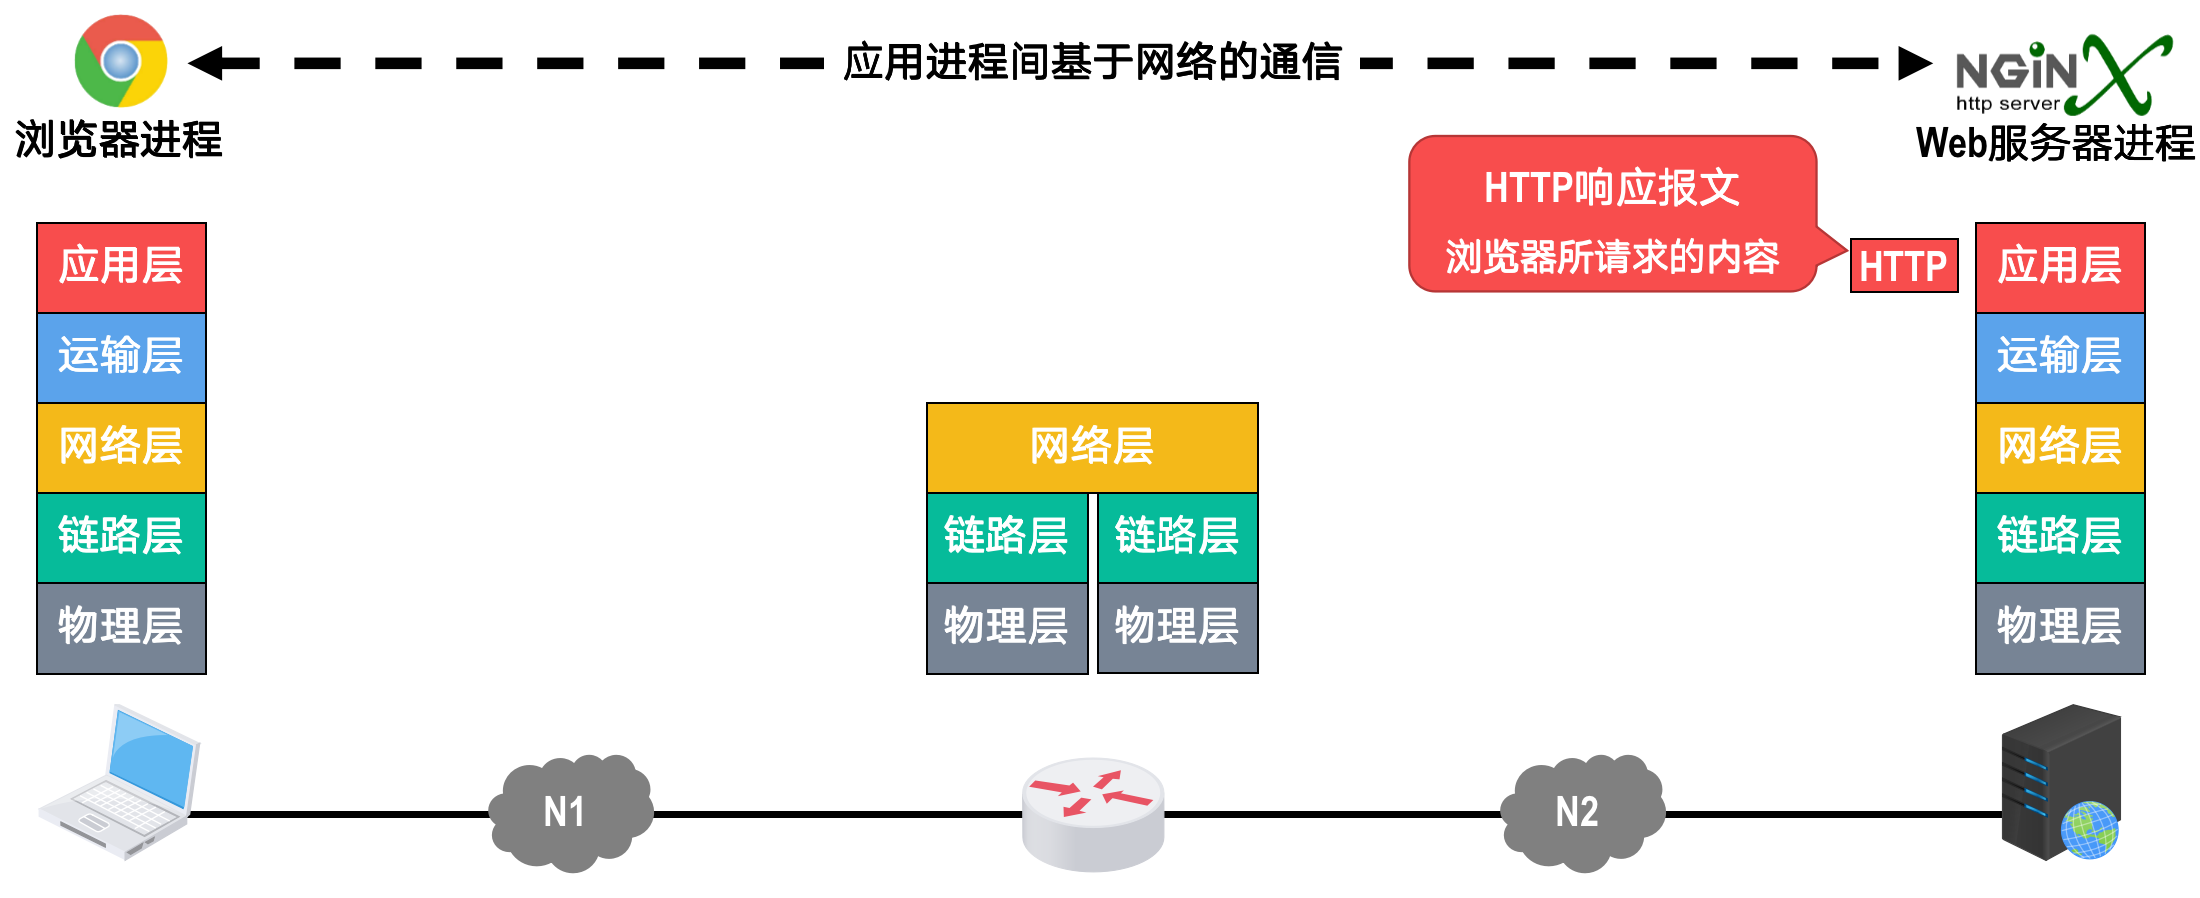 应用进程间基于网络的通信
NGiNX
http server
浏览器进程
Web服务器进程
HTTP响应报文
浏览器所请求的内容
HTTP
应用层
运输层
网络层
链路层
物理层
网络层
链路层
链路层
物理层
物理层
应用层
运输层
网络层
链路层
物理层
N1
N2